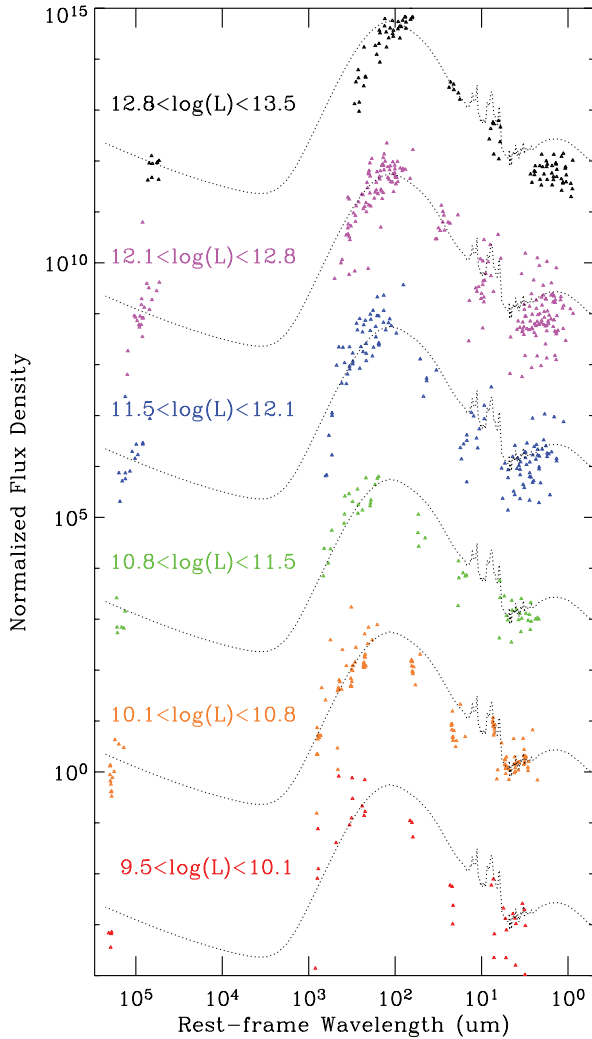 10^15
12.8<log(L)<13.5
12.1<log(L)<12.8
10^10
11.5<log(L)<12.1
10^5
10.8<log(L)<11.5
10.1<log(L)<10.8
10^0
9.5<log(L)<10.1
Normalized Flux Density
10^5 10^4 10^3 10^2 10^1 10^0
Rest-frame Wavelength (um)